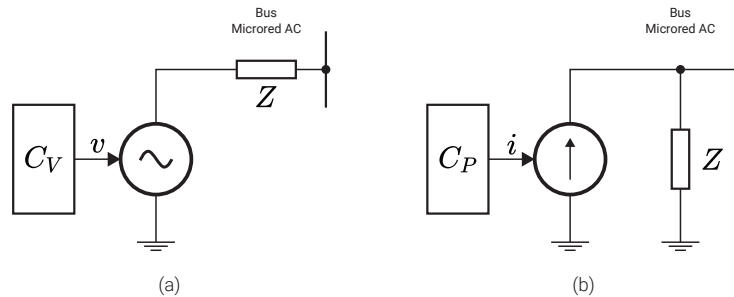 Bus
Microred AC
Z
C_V
v
(a)
Bus
Microred AC
C_P
i
Z
(b)